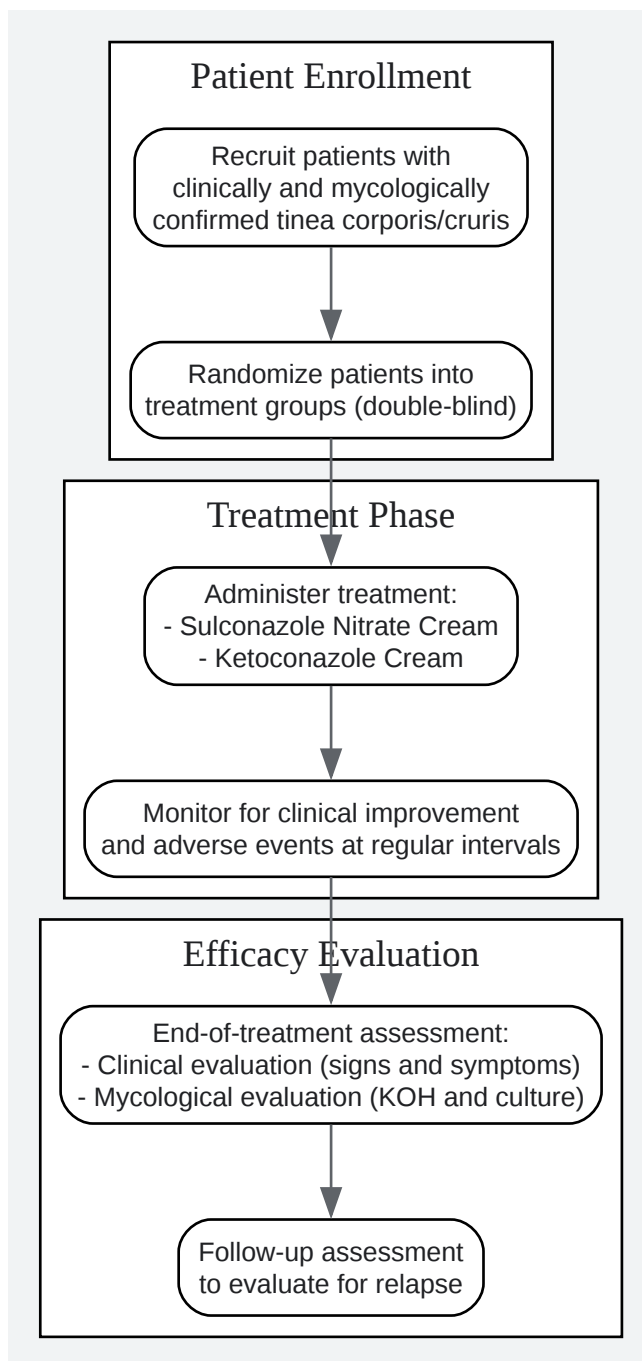 Patient Enrollment
Recruit patients with
clinically and mycologically
confirmed tinea corporis/cruris
Randomize patients into
treatment groups (double-blind)
Treatment Phase
Administer treatment:
- Sulconazole Nitrate Cream
- Ketoconazole Cream
Monitor for clinical improvement
and adverse events at regular intervals
Efficacy Evaluation
End-of-treatment assessment:
- Clinical evaluation (signs and symptoms)
- Mycological evaluation (KOH and culture)
Follow-up assessment
to evaluate for relapse